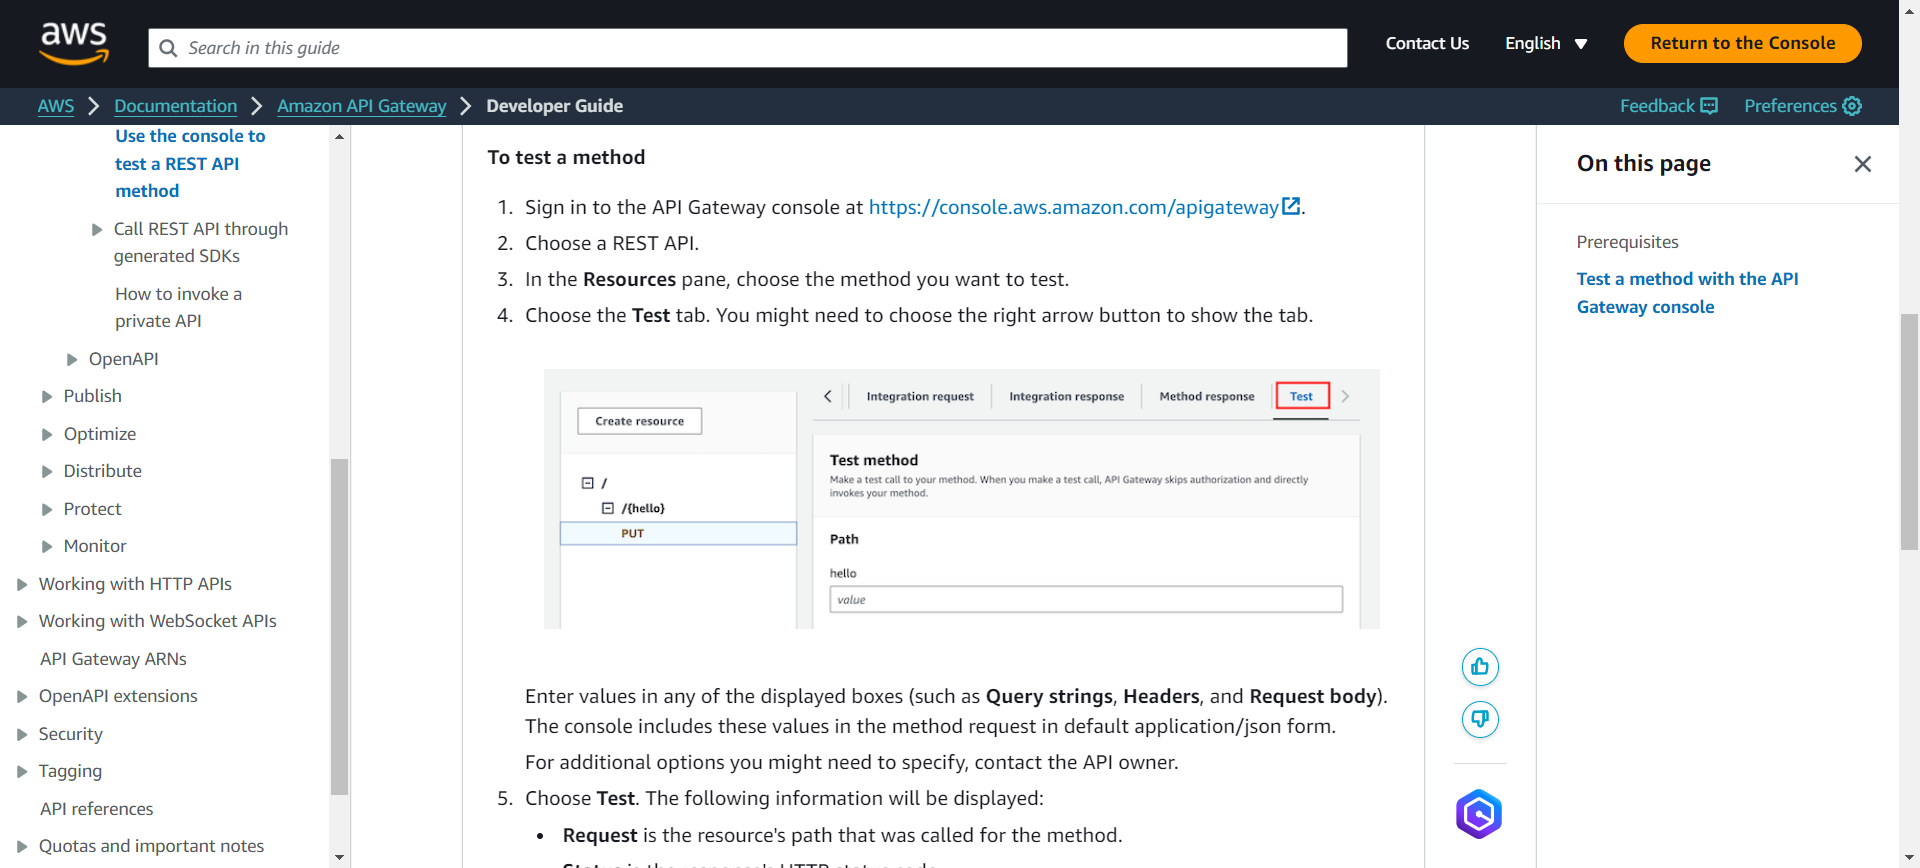 aws
Search in this guide
Contact Us
English
Return to the Console
AWS
Documentation
Amazon API Gateway
Developer Guide
Feedback
Preferences
Use the console to
test a REST API
method
Call REST API through
generated SDKs
How to invoke a
private API
OpenAPI
Publish
Optimize
Distribute
Protect
Monitor
Working with HTTP APIs
Working with WebSocket APIs
API Gateway ARNs
OpenAPI extensions
Security
Tagging
API references
Quotas and important notes
To test a method
1. Sign in to the API Gateway console at https://console.aws.amazon.com/apigateway.
2. Choose a REST API.
3. In the Resources pane, choose the method you want to test.
4. Choose the Test tab. You might need to choose the right arrow button to show the tab.
Create resource
/
/{hello}
PUT
Integration request
Integration response
Method response
Test
Test method
Make a test call to your method. When you make a test call, API Gateway skips authorization and directly
invokes your method.
Path
hello
value
Enter values in any of the displayed boxes (such as Query strings, Headers, and Request body).
The console includes these values in the method request in default application/json form.
For additional options you might need to specify, contact the API owner.
5. Choose Test. The following information will be displayed:
• Request is the resource's path that was called for the method.
Status is the response's HTTP status code.
On this page
Prerequisites
Test a method with the API
Gateway console